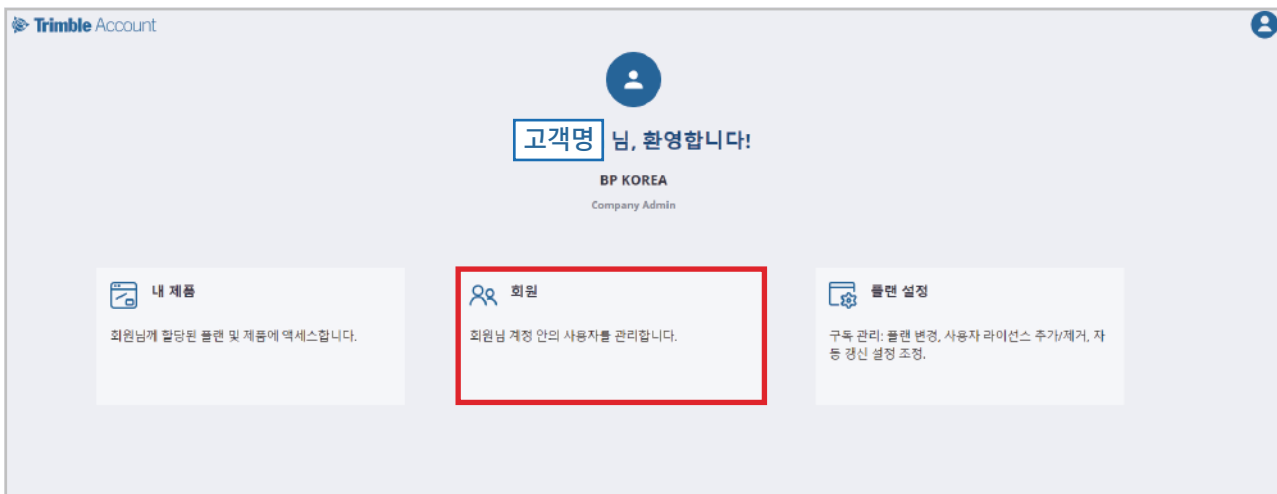 Trimble Account
고객명 님, 환영합니다!
BP KOREA
Company Admin
내 제품
회원님께 할당된 플랜 및 제품에 액세스합니다.
회원
회원님 계정 안의 사용자를 관리합니다.
플랜 설정
구독 관리: 플랜 변경, 사용자 라이선스 추가/제거, 자
동 갱신 설정 조정.